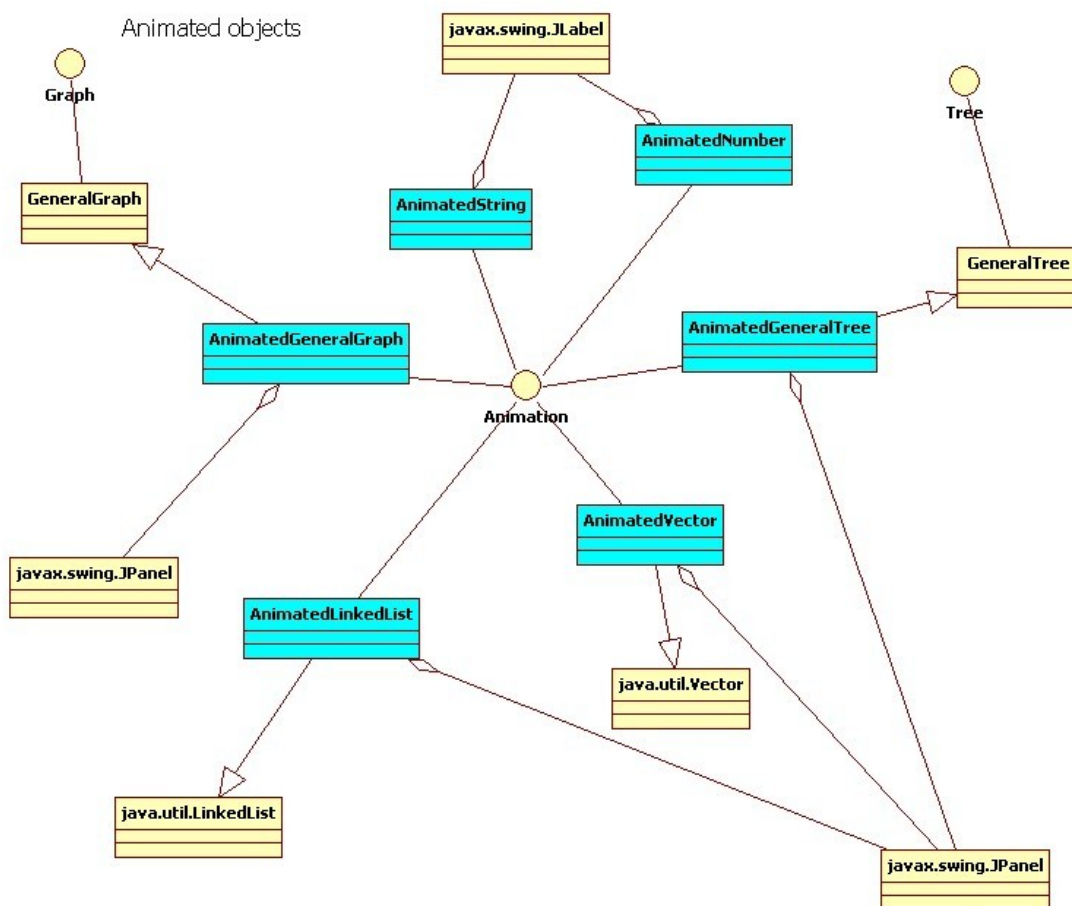 Animated objects
javax.swing.JLabel
Graph
Tree
AnimatedNumber
GeneralGraph
AnimatedString
GeneralTree
AnimatedGeneralGraph
AnimatedGeneralTree
Animation
AnimatedVector
javax.swing.JPanel
AnimatedLinkedList
java.util.Vector
java.util.LinkedList
javax.swing.JPanel